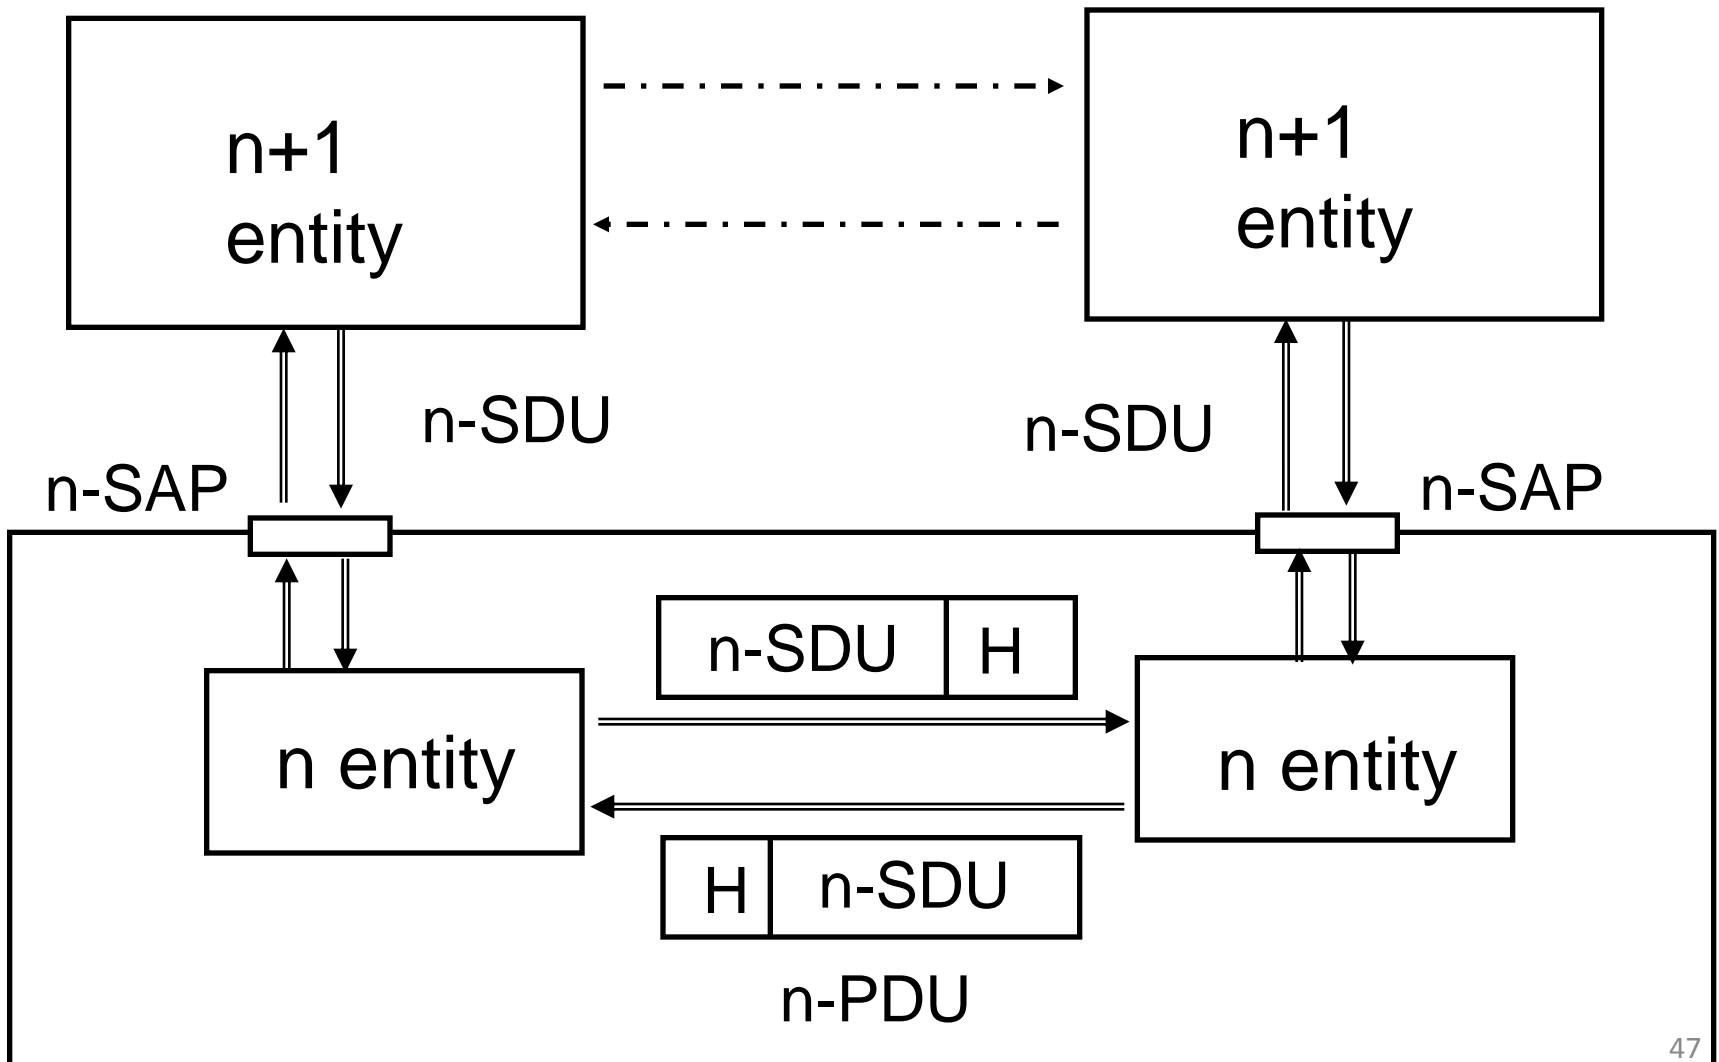 n+1
entity
n+1
entity
n-SDU
n-SDU
n-SAP
n-SAP
n-SDU H
n entity
n entity
H n-SDU
n-PDU
47